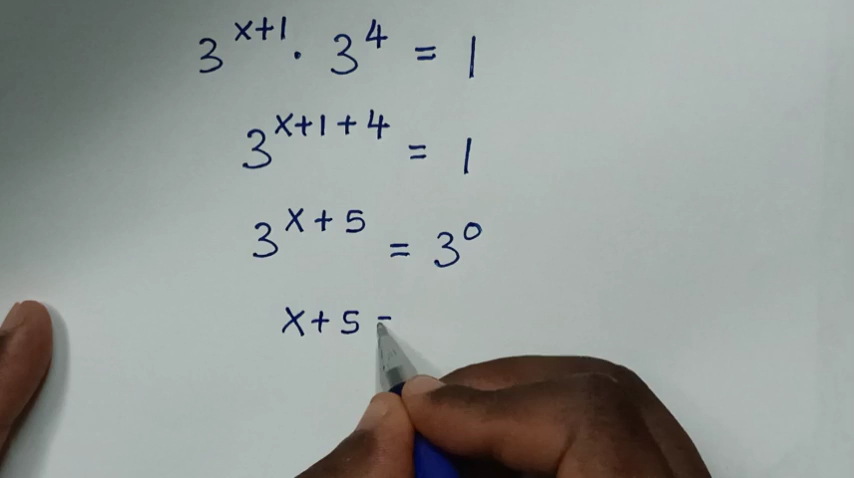 3^{x+1} · 3^4 = 1
3^{x+1+4} = 1
3^{x+5} = 3^0
x+5 =